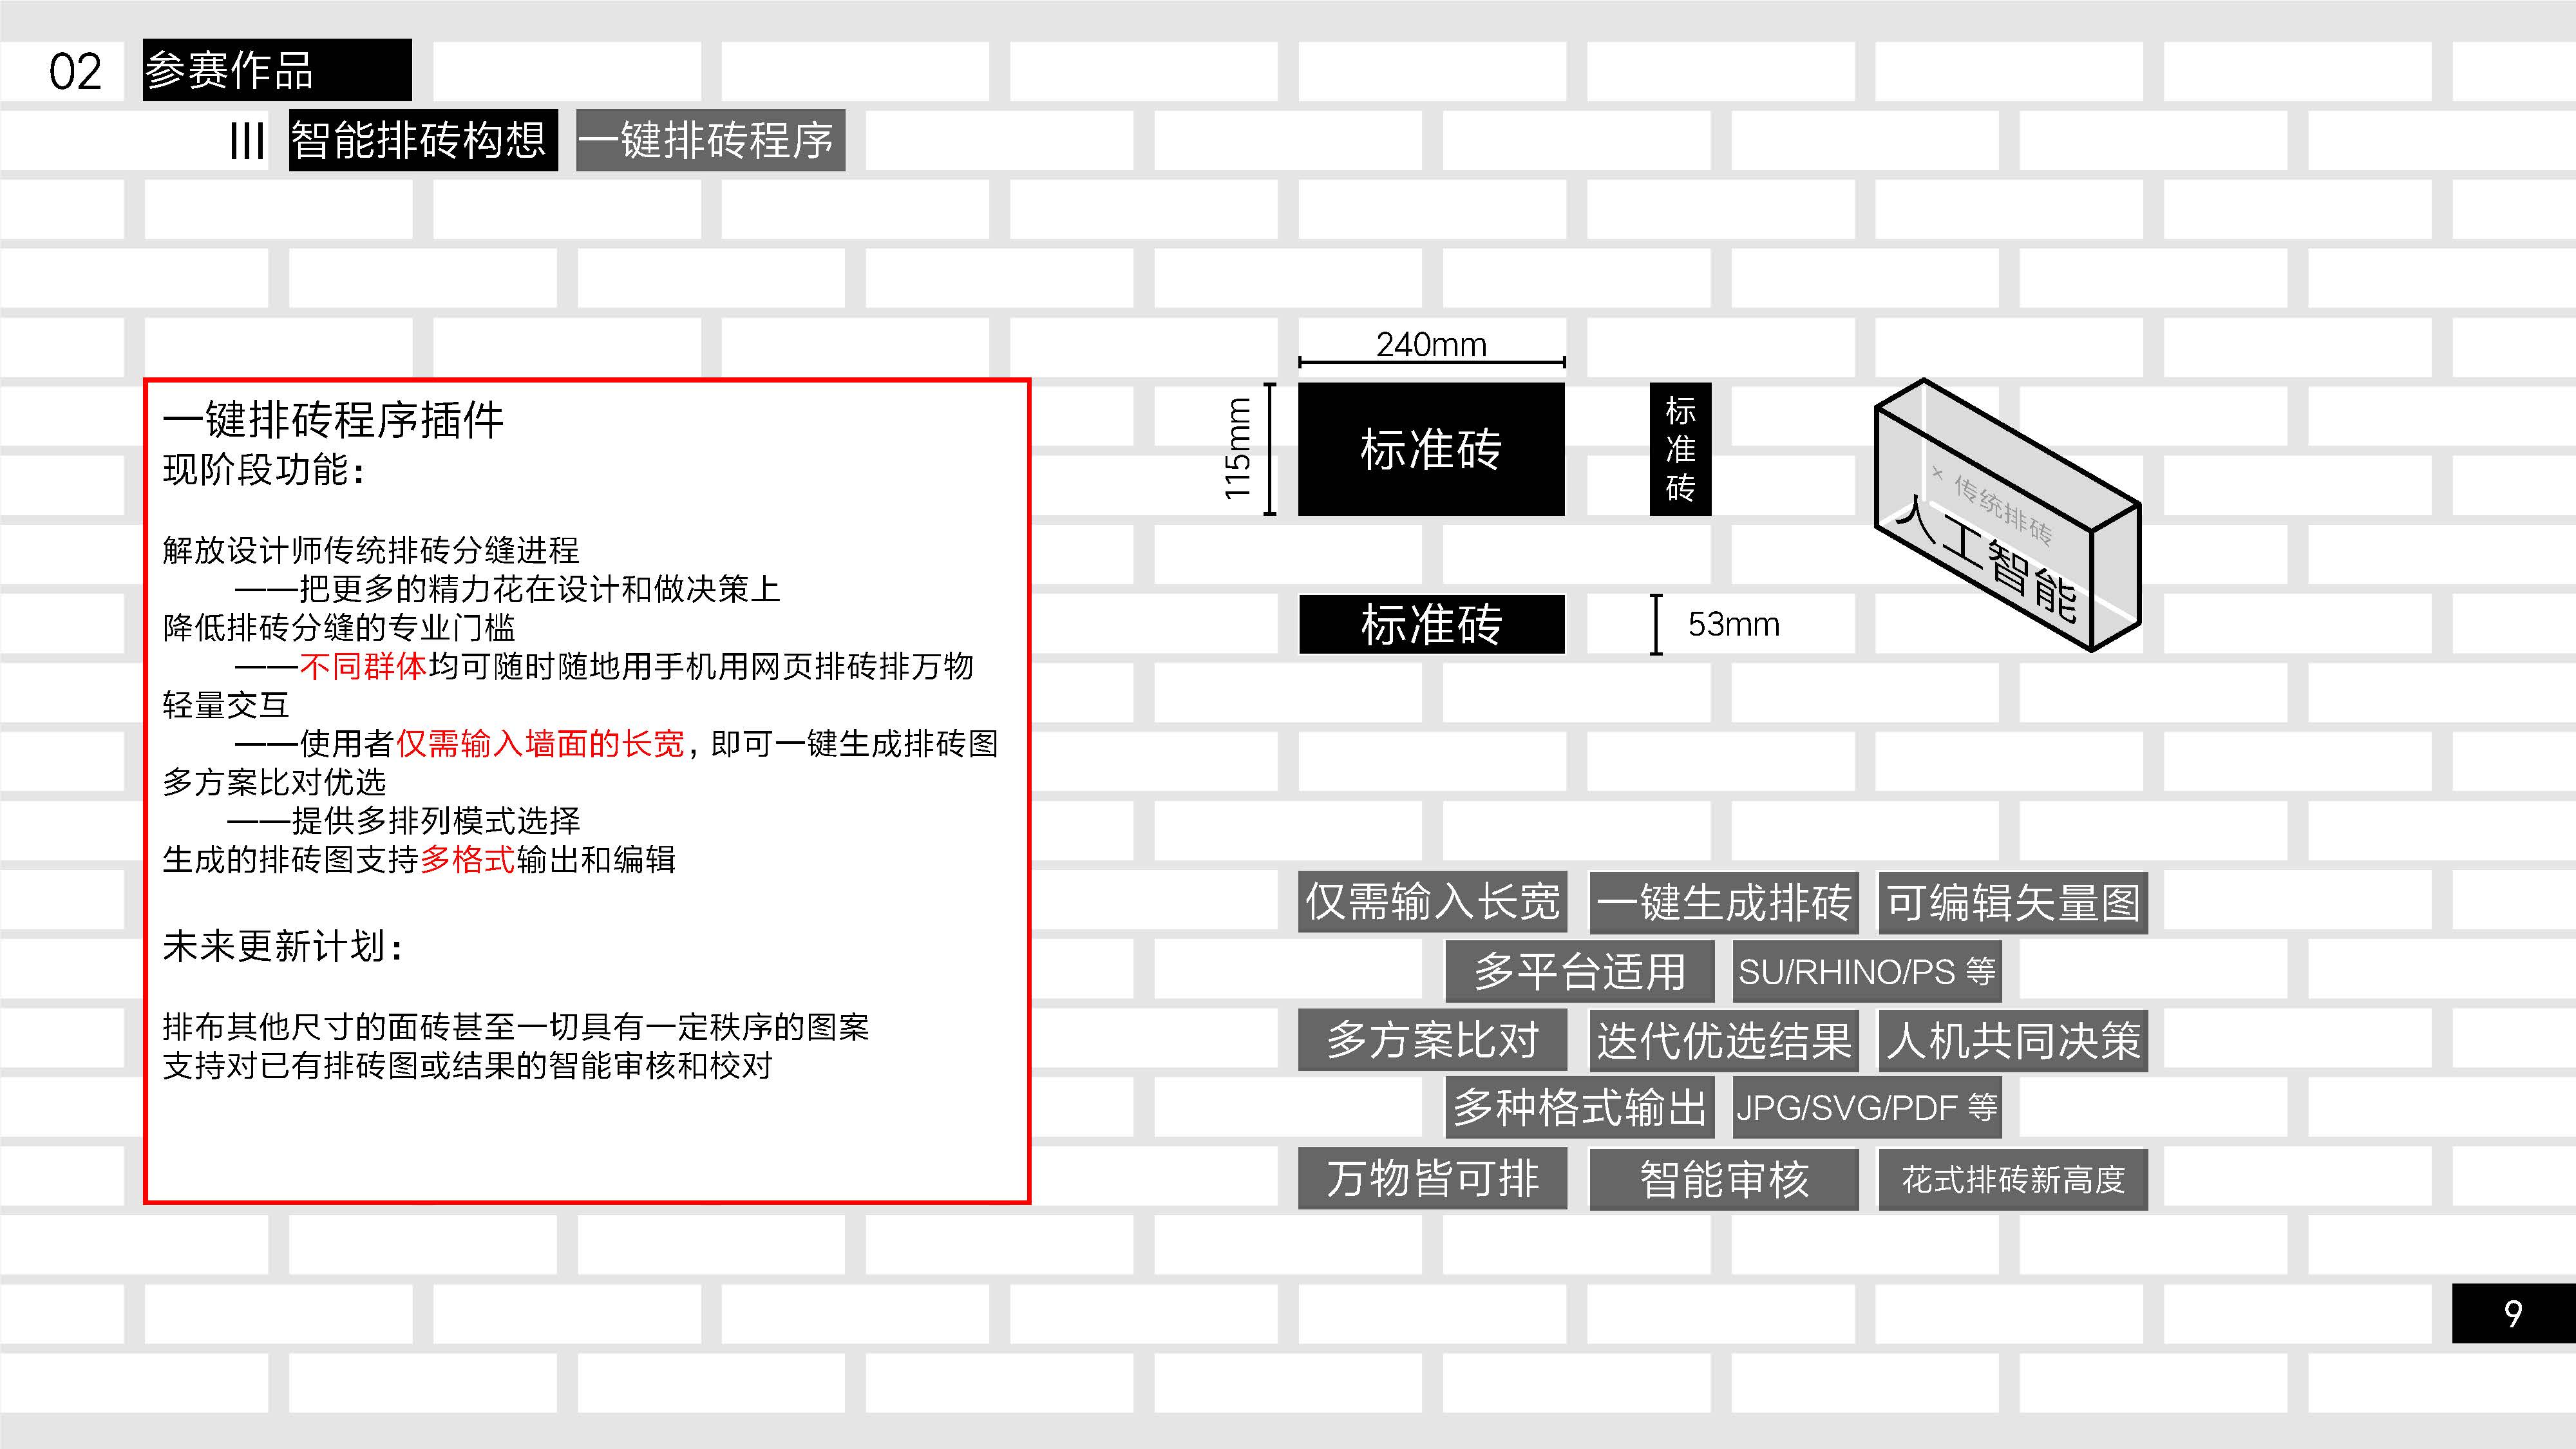 02 参赛作品
III 智能排砖构想 一键排砖程序
一键排砖程序插件
现阶段功能：
解放设计师传统排砖分缝进程
——把更多的精力花在设计和做决策上
降低排砖分缝的专业门槛
——不同群体均可随时随地用手机用网页排砖排万物
轻量交互
——使用者仅需输入墙面的长宽，即可一键生成排砖图
多方案比对优选
——提供多排列模式选择
生成的排砖图支持多格式输出和编辑
未来更新计划：
排布其他尺寸的面砖甚至一切具有一定秩序的图案
支持对已有排砖图或结果的智能审核和校对
240mm
115mm
标准砖
标准砖
标准砖
53mm
× 传统排砖
人工智能
仅需输入长宽 一键生成排砖 可编辑矢量图
多平台适用 SU/RHINO/PS 等
多方案比对 迭代优选结果 人机共同决策
多种格式输出 JPG/SVG/PDF 等
万物皆可排 智能审核 花式排砖新高度
9